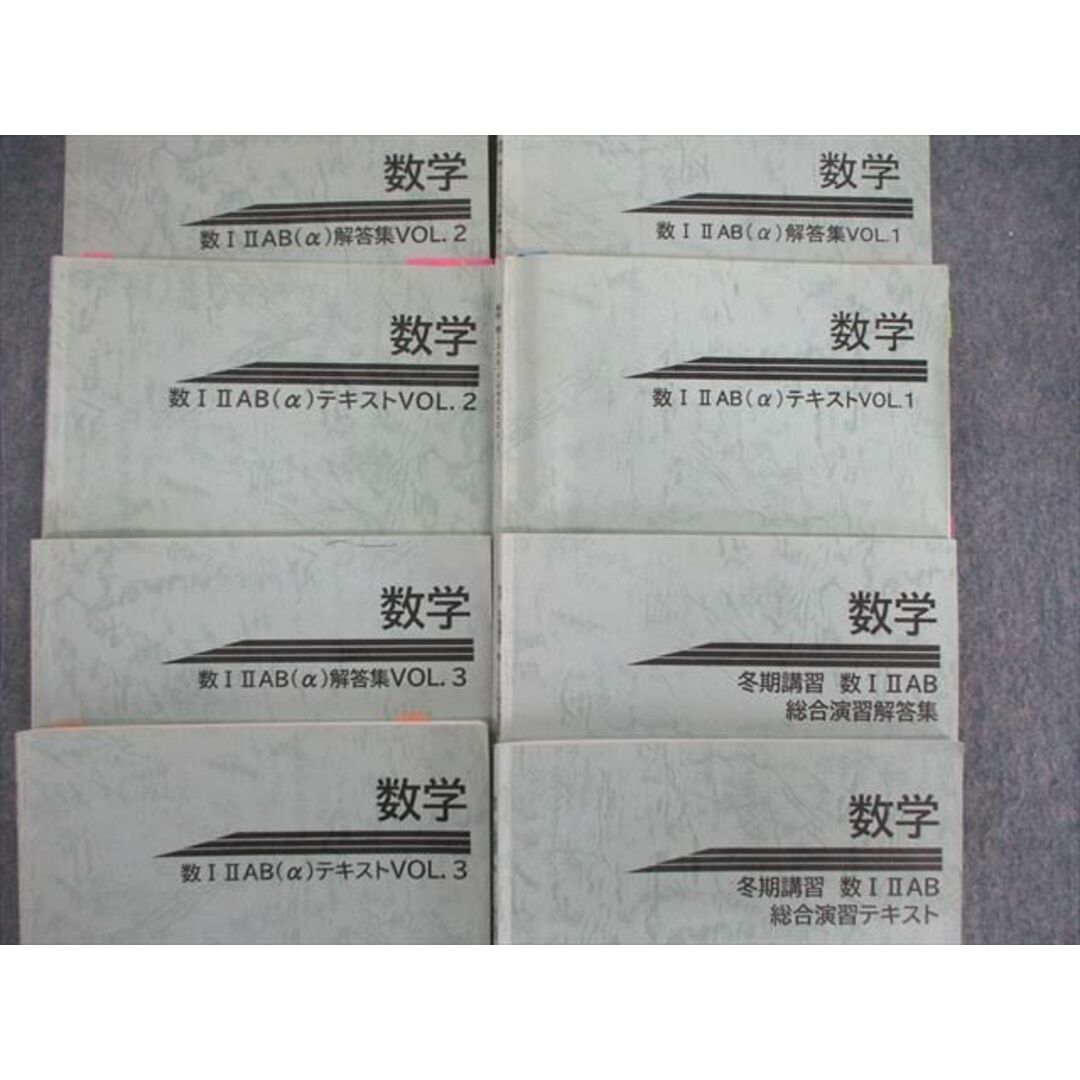 数学
数ⅠⅡAB(α)解答集VOL.2
数学
数ⅠⅡAB(α)解答集VOL.1
数学
数ⅠⅡAB(α)テキストVOL.2
数学
数ⅠⅡAB(α)テキストVOL.1
数学
数ⅠⅡAB(α)解答集VOL.3
数学
冬期講習 数ⅠⅡAB
総合演習解答集
数学
数ⅠⅡAB(α)テキストVOL.3
数学
冬期講習 数ⅠⅡAB
総合演習テキスト